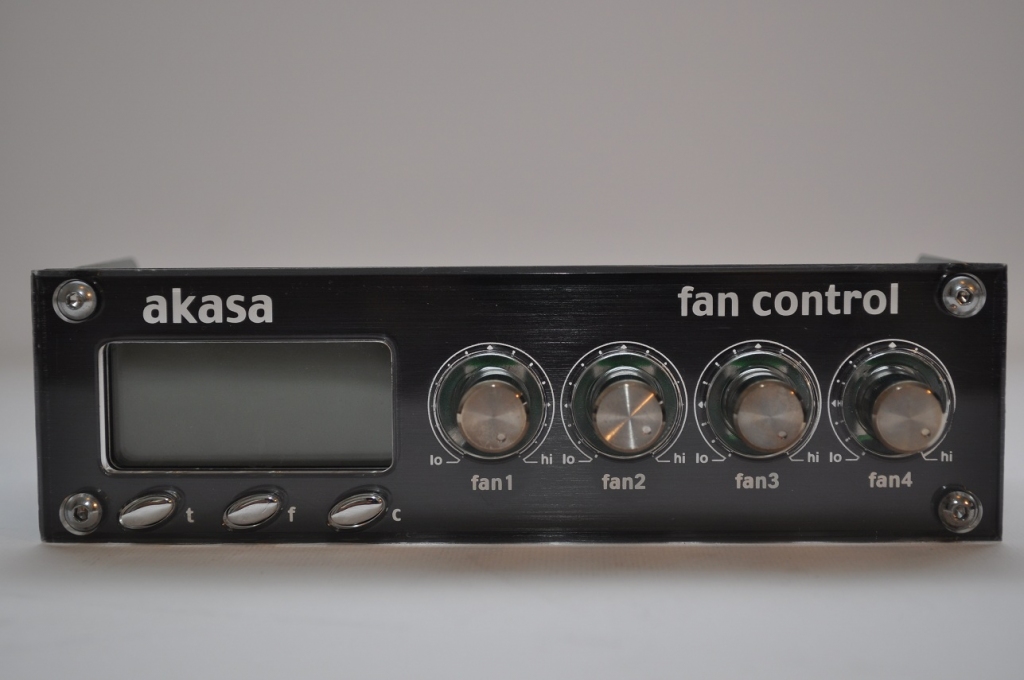 akasa
fan control
lo hi lo hi lo hi lo hi
fan1 fan2 fan3 fan4
t f c